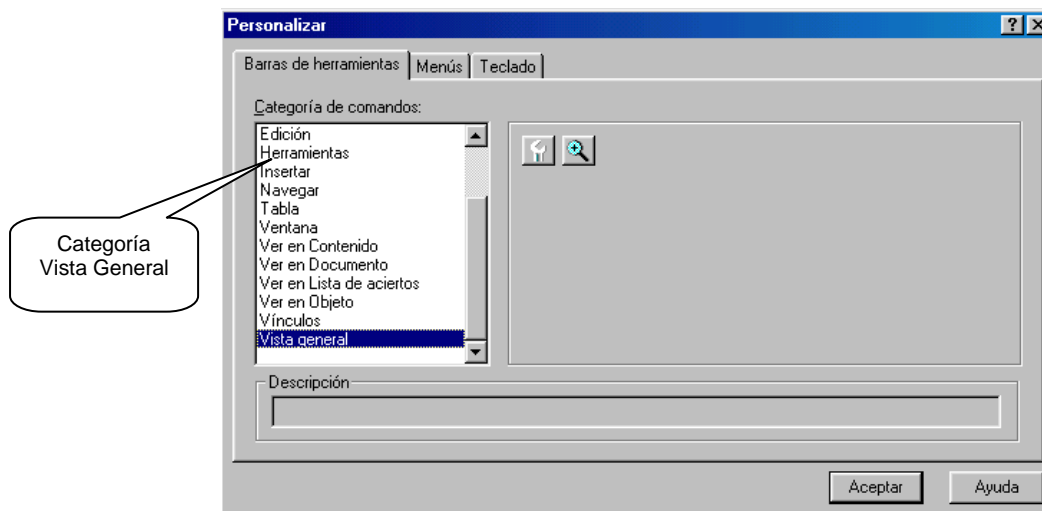 Personalizar
Barras de herramientas Menús Teclado
Categoría de comandos:
Edición
Herramientas
Insertar
Navegar
Tabla
Ventana
Ver en Contenido
Ver en Documento
Ver en Lista de aciertos
Ver en Objeto
Vínculos
Vista general
Categoría
Vista General
Descripción
Aceptar Ayuda